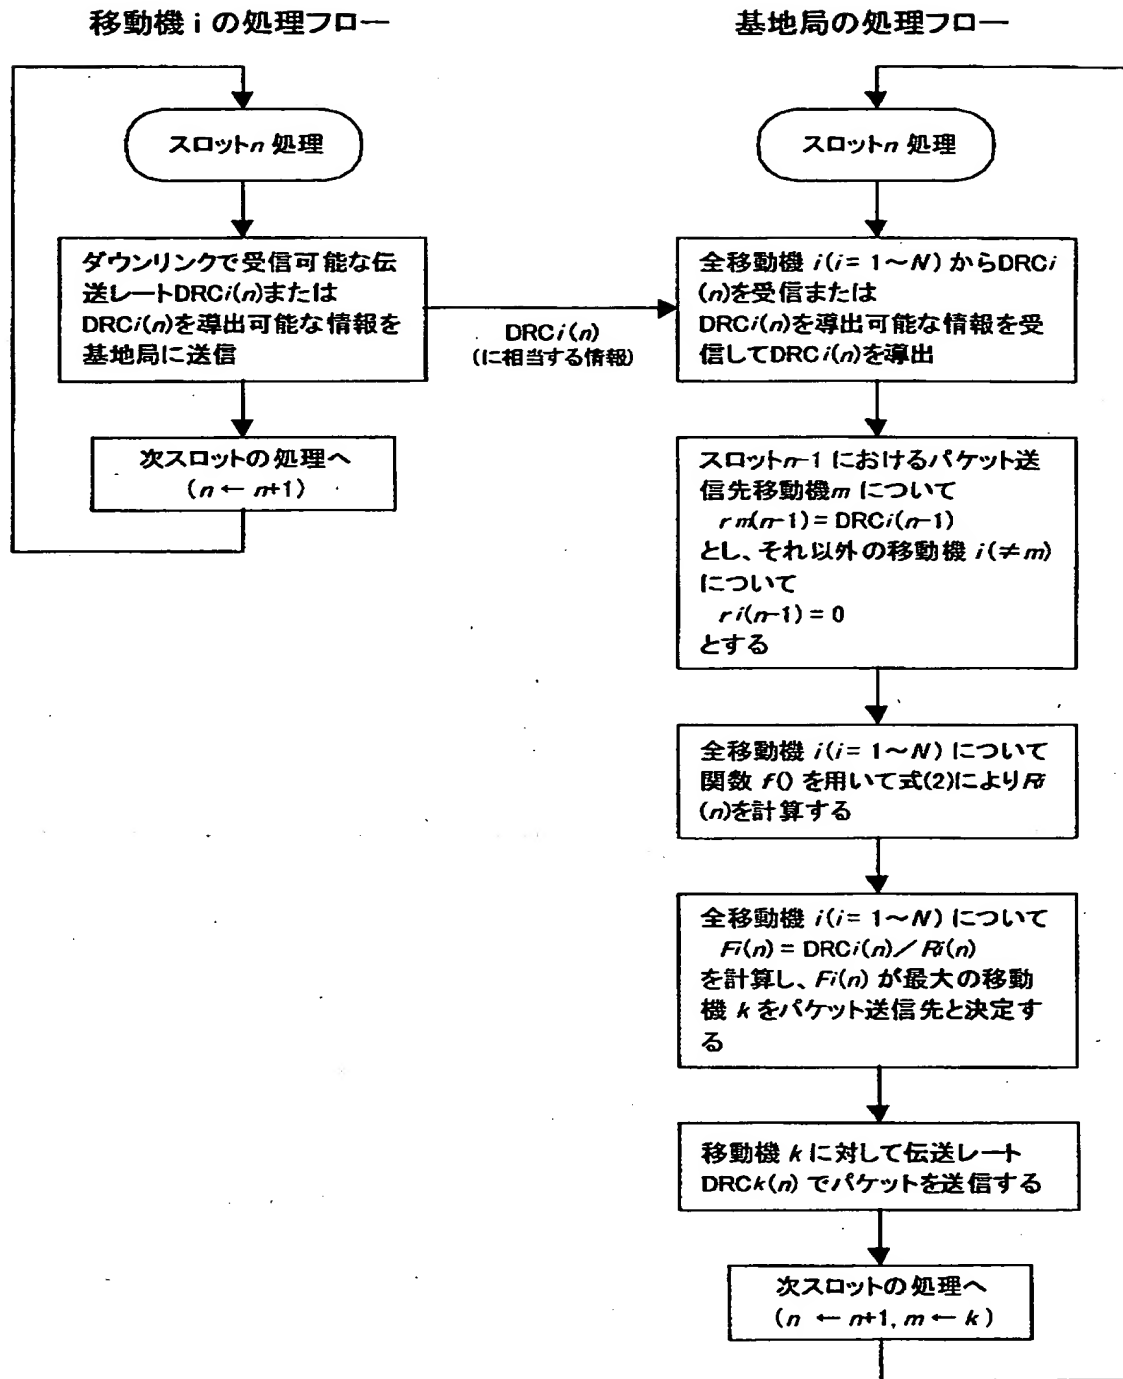 移動機 i の処理フロー
スロットn 処理
ダウンリンクで受信可能な伝
送レートDRCi(n)または
DRCi(n)を導出可能な情報を
基地局に送信
次スロットの処理へ
(n ← n+1)
DRCi(n)
(に相当する情報)
基地局の処理フロー
スロットn 処理
全移動機 i(i= 1～N) からDRCi
(n)を受信または
DRCi(n)を導出可能な情報を受
信してDRCi(n)を導出
スロットn-1 におけるパケット送
信先移動機m について
rm(n-1) = DRCi(n-1)
とし、それ以外の移動機 i(≠m)
について
ri(n-1) = 0
とする
全移動機 i(i= 1～N) について
関数 f() を用いて式(2)によりRi
(n)を計算する
全移動機 i(i= 1～N) について
Fi(n) = DRCi(n)／Ri(n)
を計算し、Fi(n) が最大の移動
機 k をパケット送信先と決定す
る
移動機 k に対して伝送レート
DRCk(n) でパケットを送信する
次スロットの処理へ
(n ← n+1, m ← k)